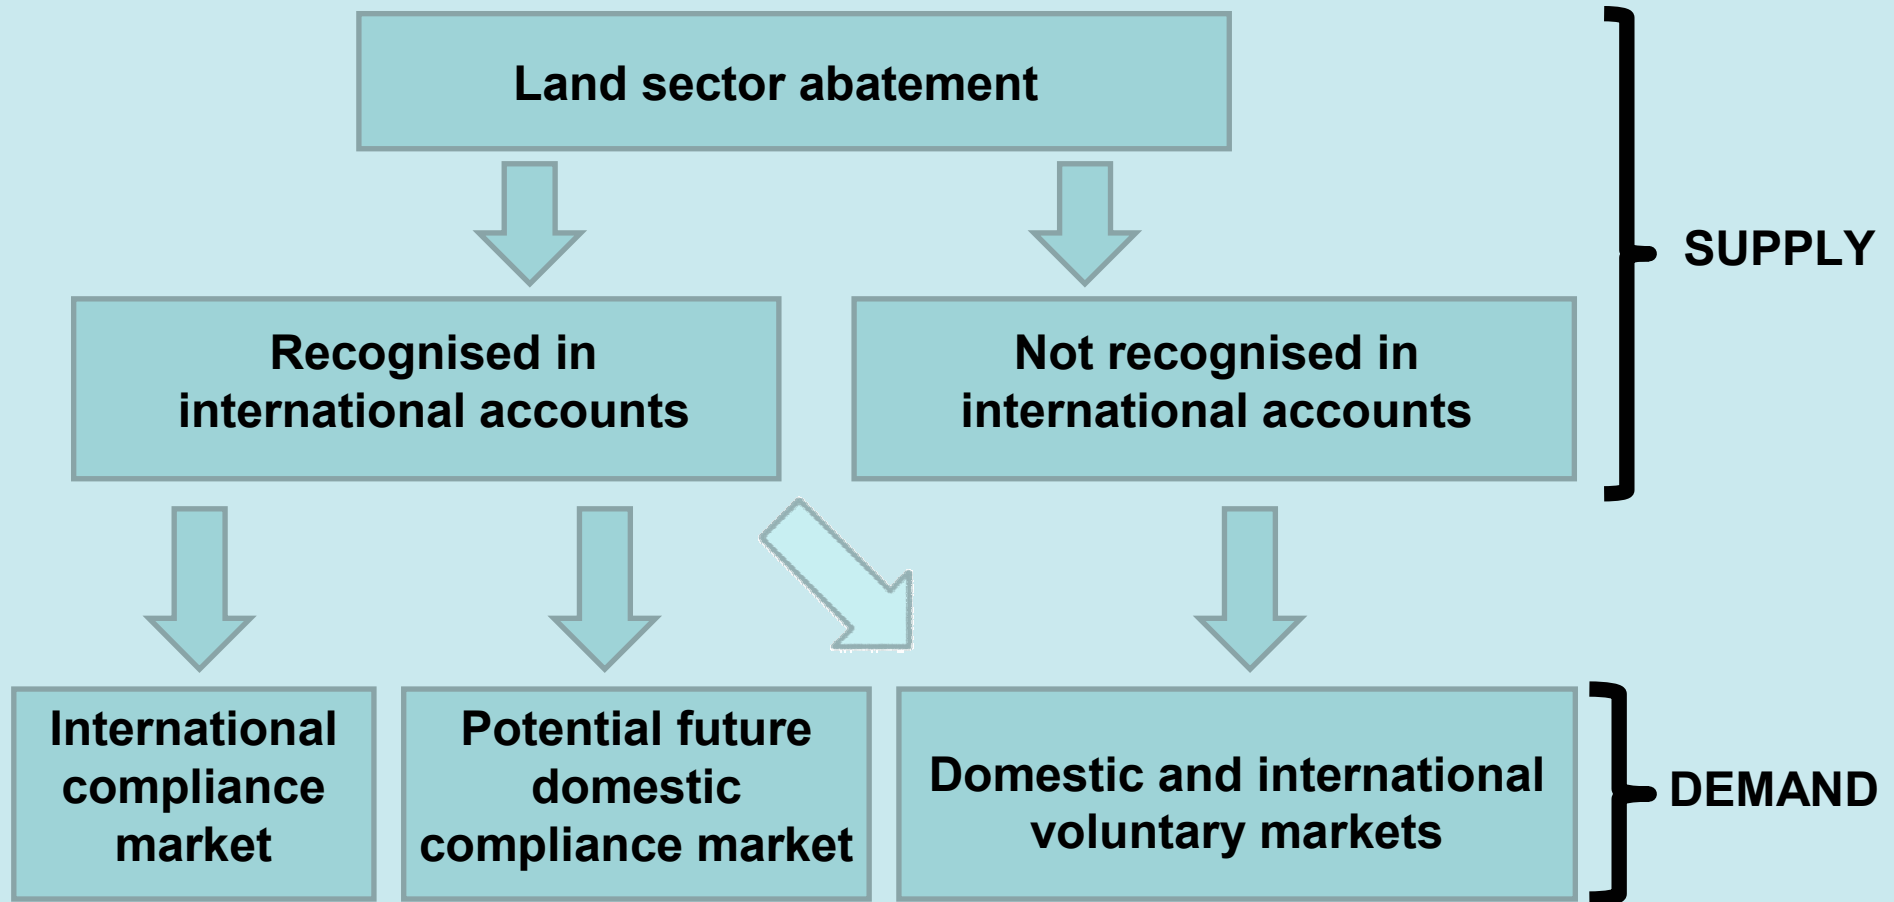 Land sector abatement
SUPPLY
Recognised in
international accounts
Not recognised in
international accounts
International
compliance
market
Potential future
domestic
compliance market
Domestic and international
voluntary markets
DEMAND